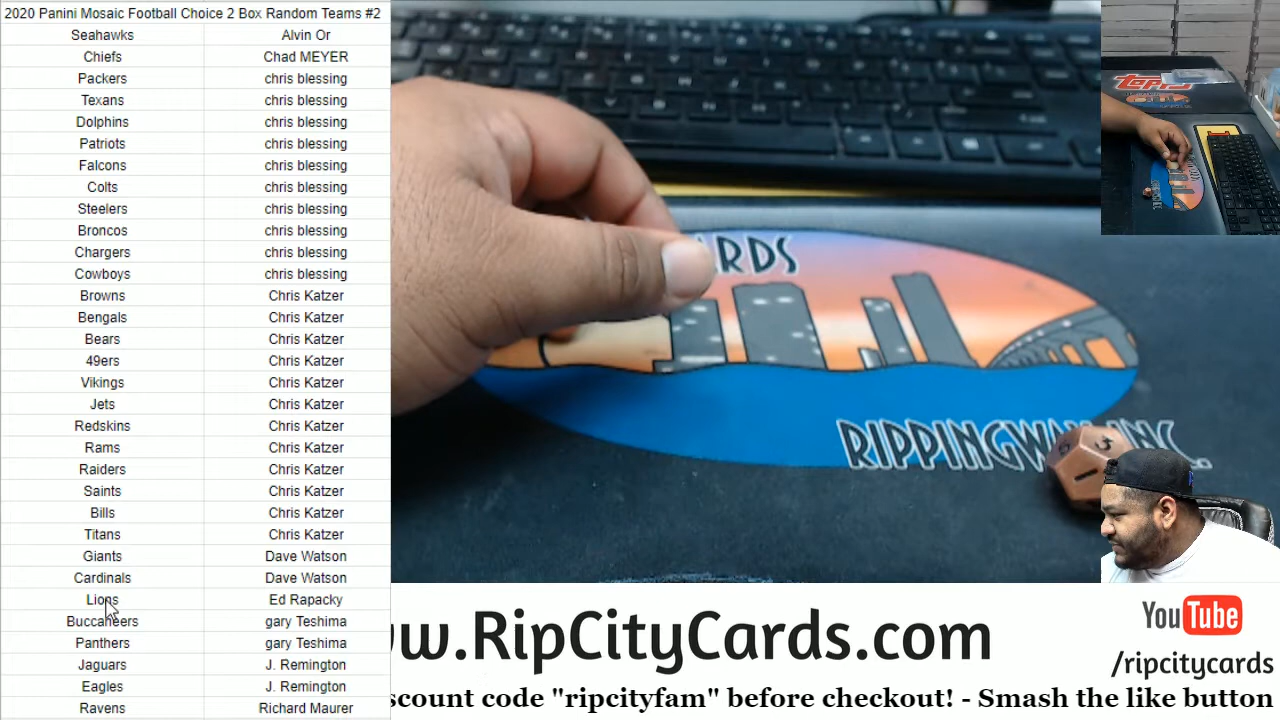 2020 Panini Mosaic Football Choice 2 Box Random Teams #2
Seahawks Alvin Or
Chiefs Chad MEYER
Packers chris blessing
Texans chris blessing
Dolphins chris blessing
Patriots chris blessing
Falcons chris blessing
Colts chris blessing
Steelers chris blessing
Broncos chris blessing
Chargers chris blessing
Cowboys chris blessing
Browns Chris Katzer
Bengals Chris Katzer
Bears Chris Katzer
49ers Chris Katzer
Vikings Chris Katzer
Jets Chris Katzer
Redskins Chris Katzer
Rams Chris Katzer
Raiders Chris Katzer
Saints Chris Katzer
Bills Chris Katzer
Titans Chris Katzer
Giants Dave Watson
Cardinals Dave Watson
Lions Ed Rapacky
Buccaneers gary Teshima
Panthers gary Teshima
Jaguars J. Remington
Eagles J. Remington
Ravens Richard Maurer
ARDS
RIPPINGWAX INC.
Topps
w.RipCityCards.com
YouTube
/ripcitycards
scount code "ripcityfam" before checkout! - Smash the like button